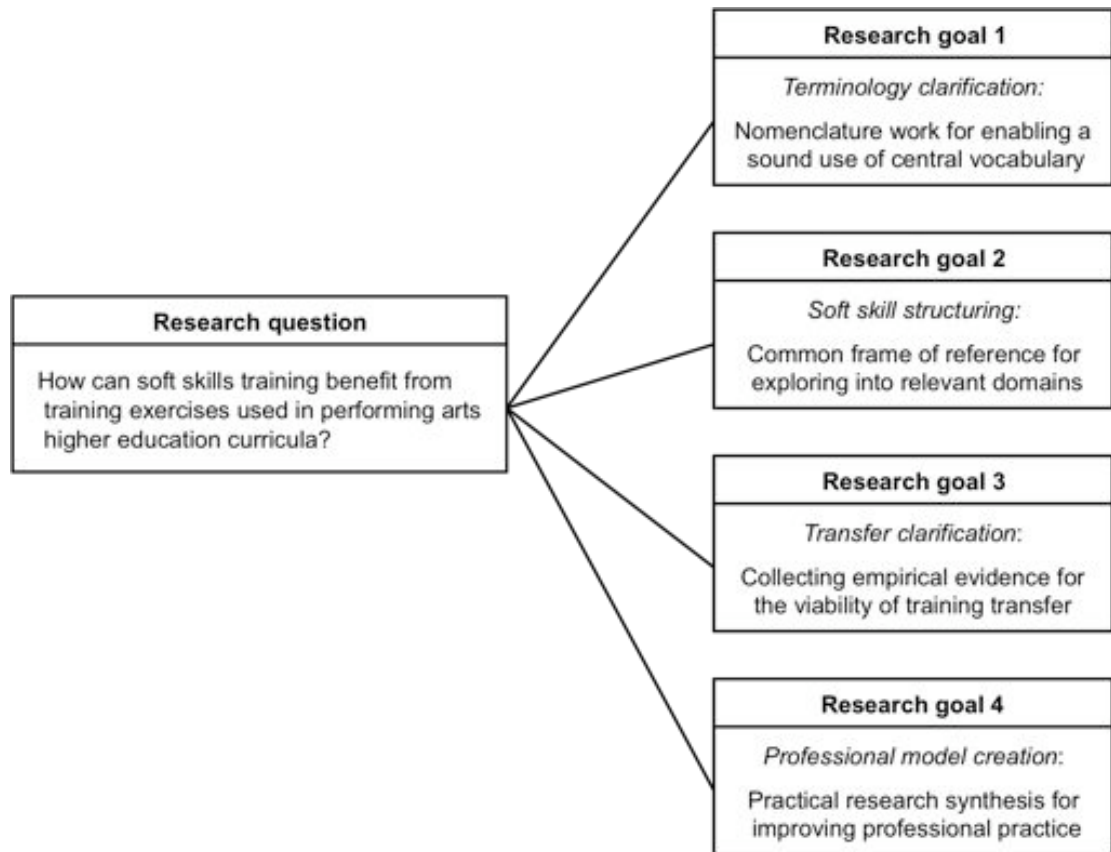 Research goal 1
Terminology clarification:
Nomenclature work for enabling a
sound use of central vocabulary
Research goal 2
Soft skill structuring:
Common frame of reference for
exploring into relevant domains
Research question
How can soft skills training benefit from
training exercises used in performing arts
higher education curricula?
Research goal 3
Transfer clarification:
Collecting empirical evidence for
the viability of training transfer
Research goal 4
Professional model creation:
Practical research synthesis for
improving professional practice